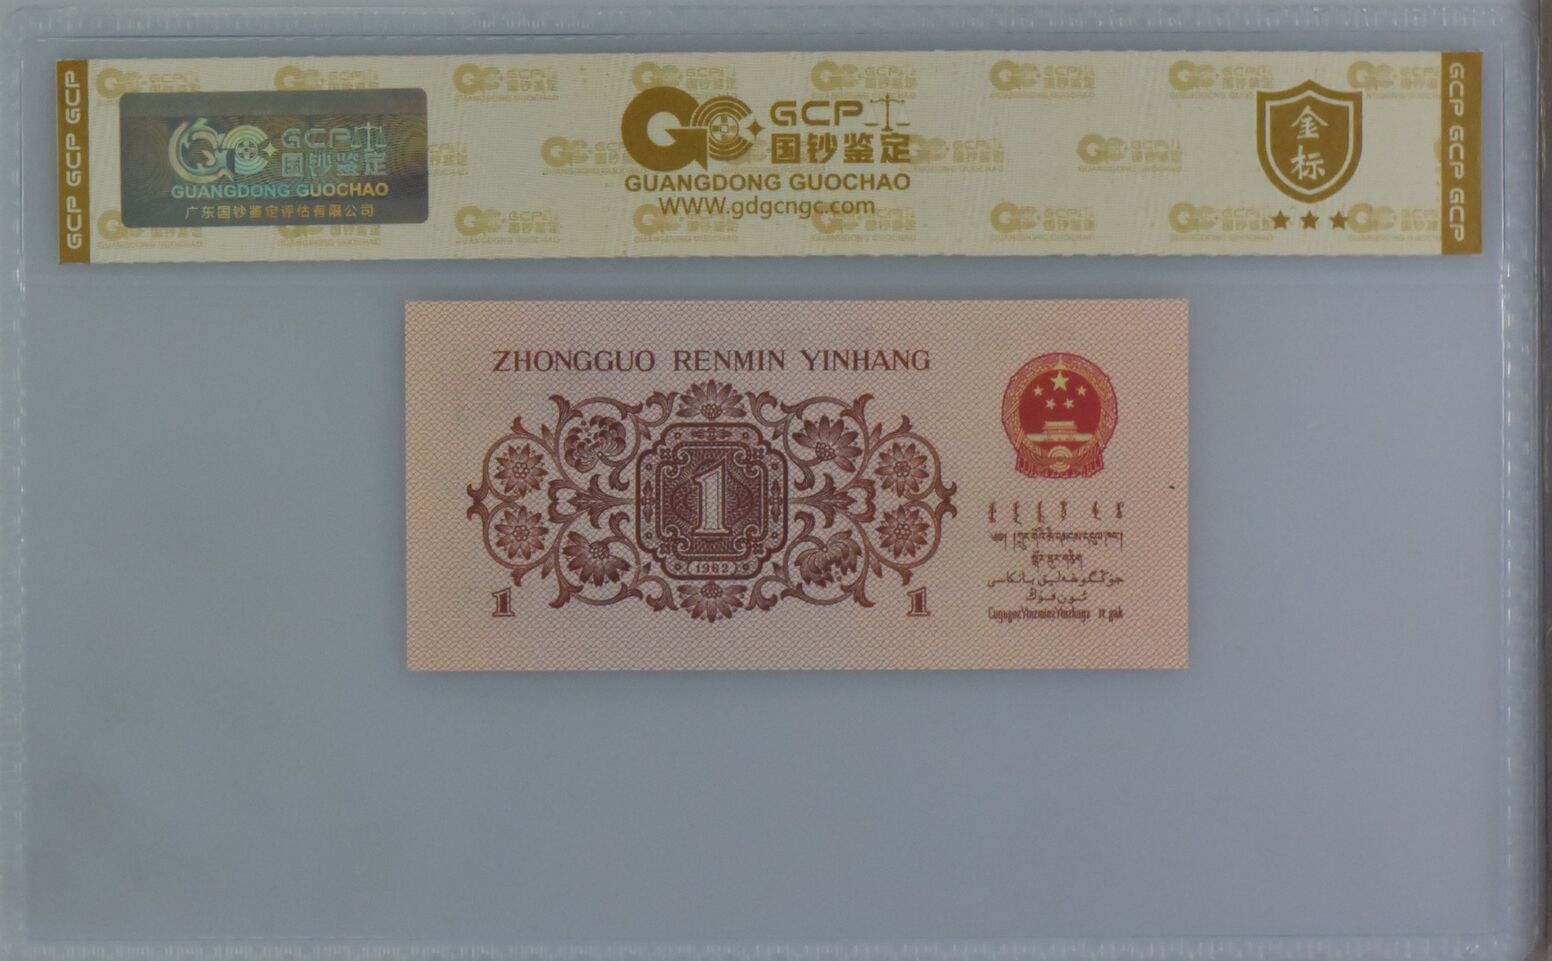 GCP GCP GCP
GCP
国钞鉴定
GUANGDONG GUOCHAO
广东国钞鉴定评估有限公司
GCP
国钞鉴定
GUANGDONG GUOCHAO
WWW.gdgcngc.com
金标
GCP GCP GCP
ZHONGGUO RENMIN YINHANG
1
1962
1
1